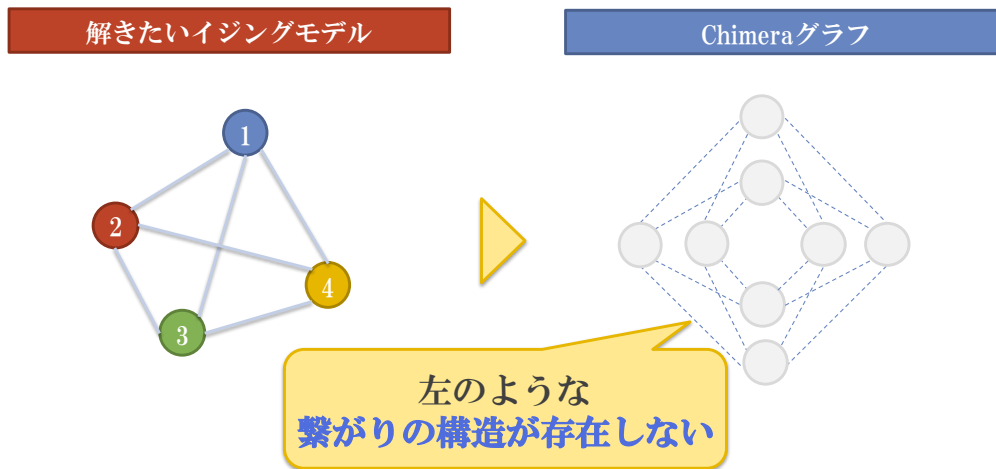 解きたいイジングモデル
Chimeraグラフ
1
2
3
4
左のような
繋がりの構造が存在しない